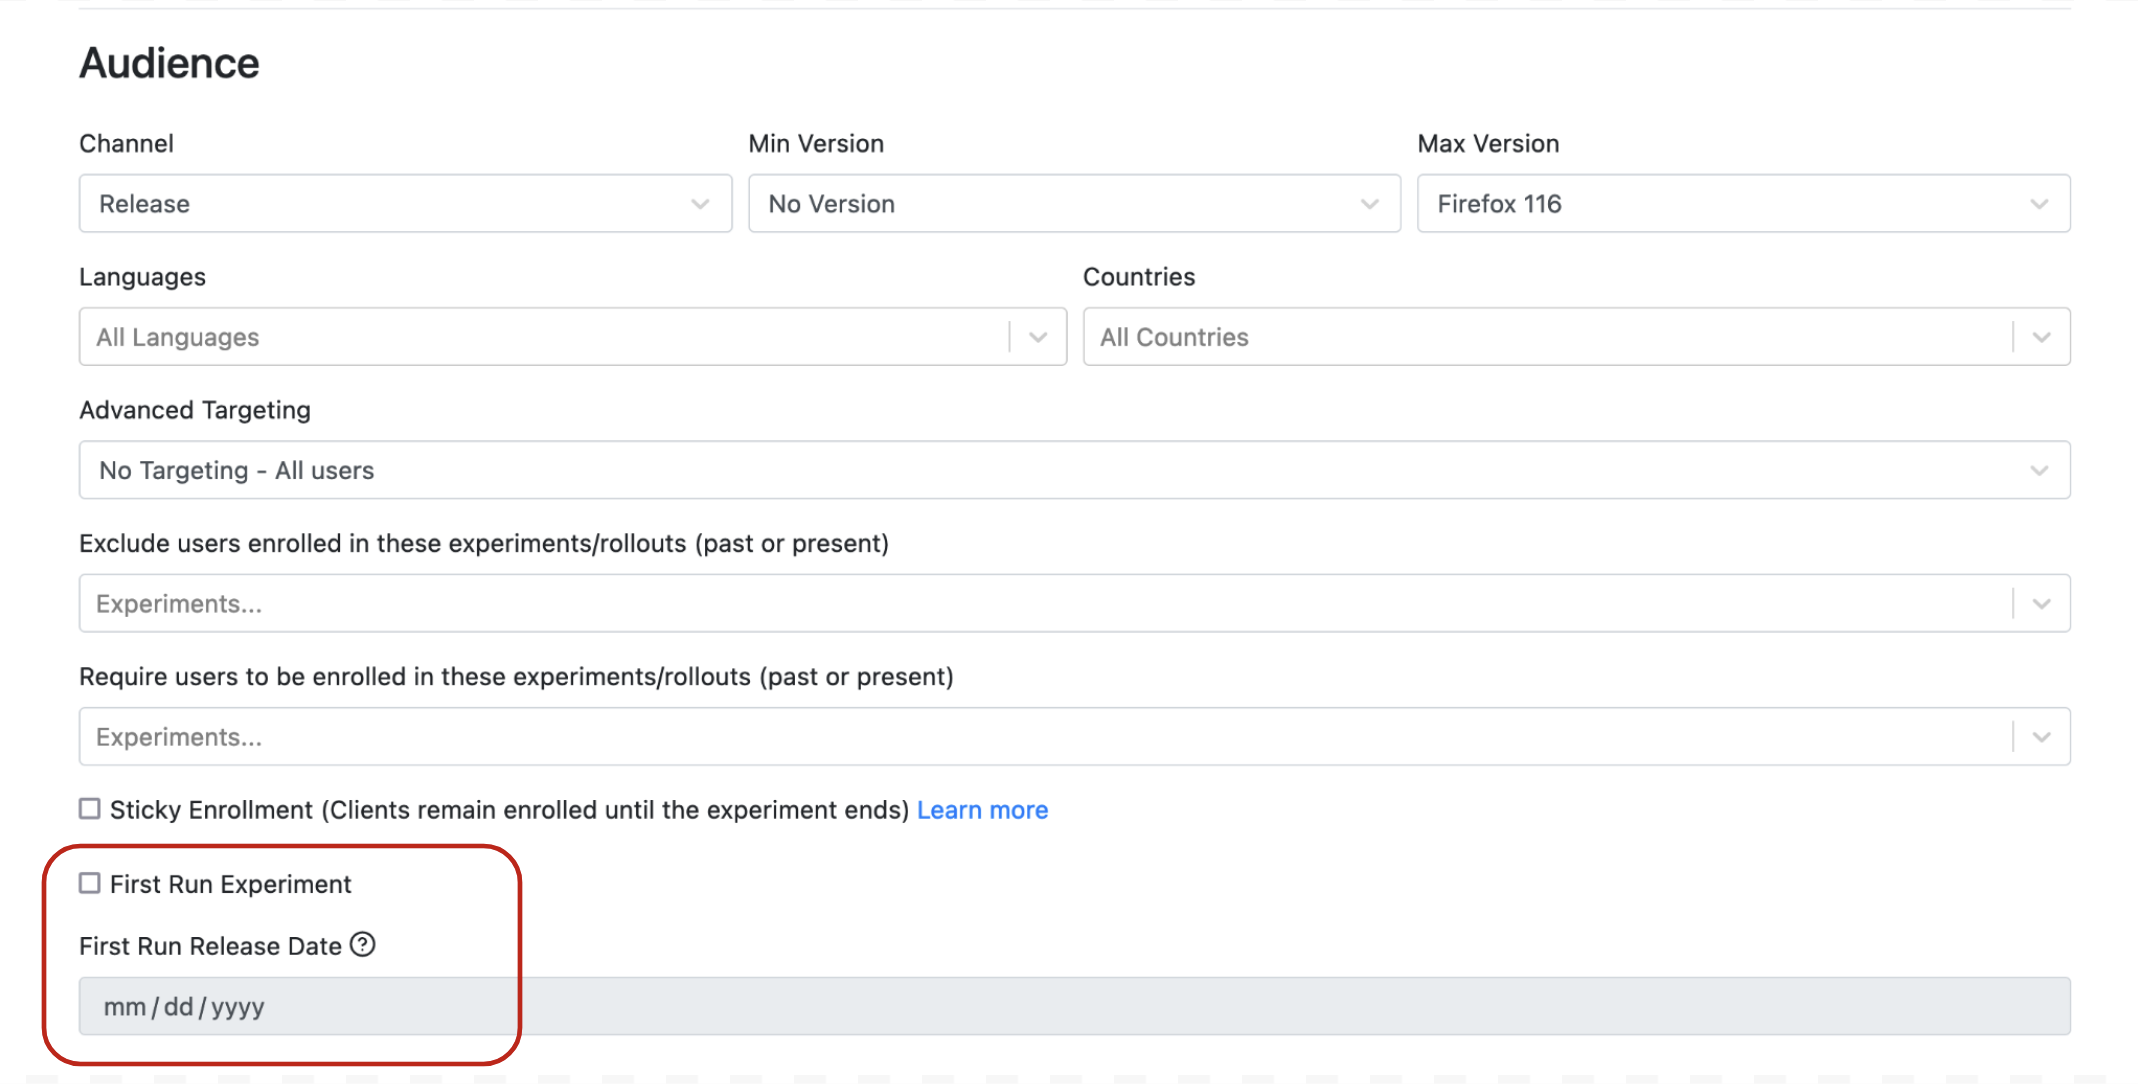 Audience
Channel
Min Version
Max Version
Release
No Version
Firefox 116
Languages
Countries
All Languages
All Countries
Advanced Targeting
No Targeting - All users
Exclude users enrolled in these experiments/rollouts (past or present)
Experiments...
Require users to be enrolled in these experiments/rollouts (past or present)
Experiments...
Sticky Enrollment (Clients remain enrolled until the experiment ends) Learn more
First Run Experiment
First Run Release Date ?
mm/dd/yyyy